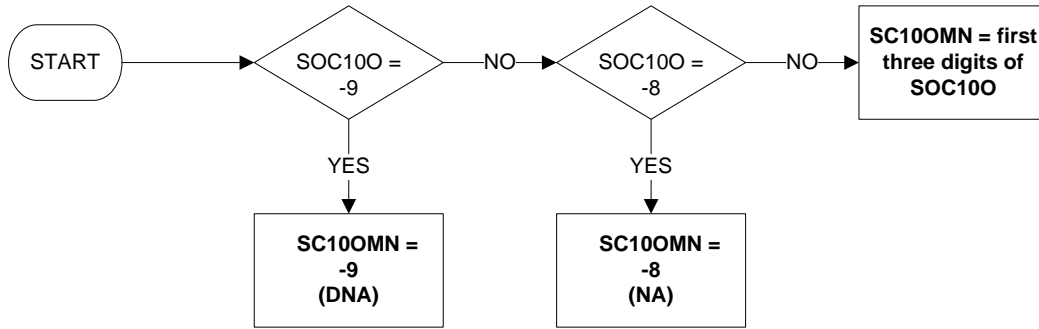 START
SOC10O =
-9
NO
SOC10O =
-8
NO
SC10OMN = first
three digits of
SOC10O
YES
YES
SC10OMN =
-9
(DNA)
SC10OMN =
-8
(NA)